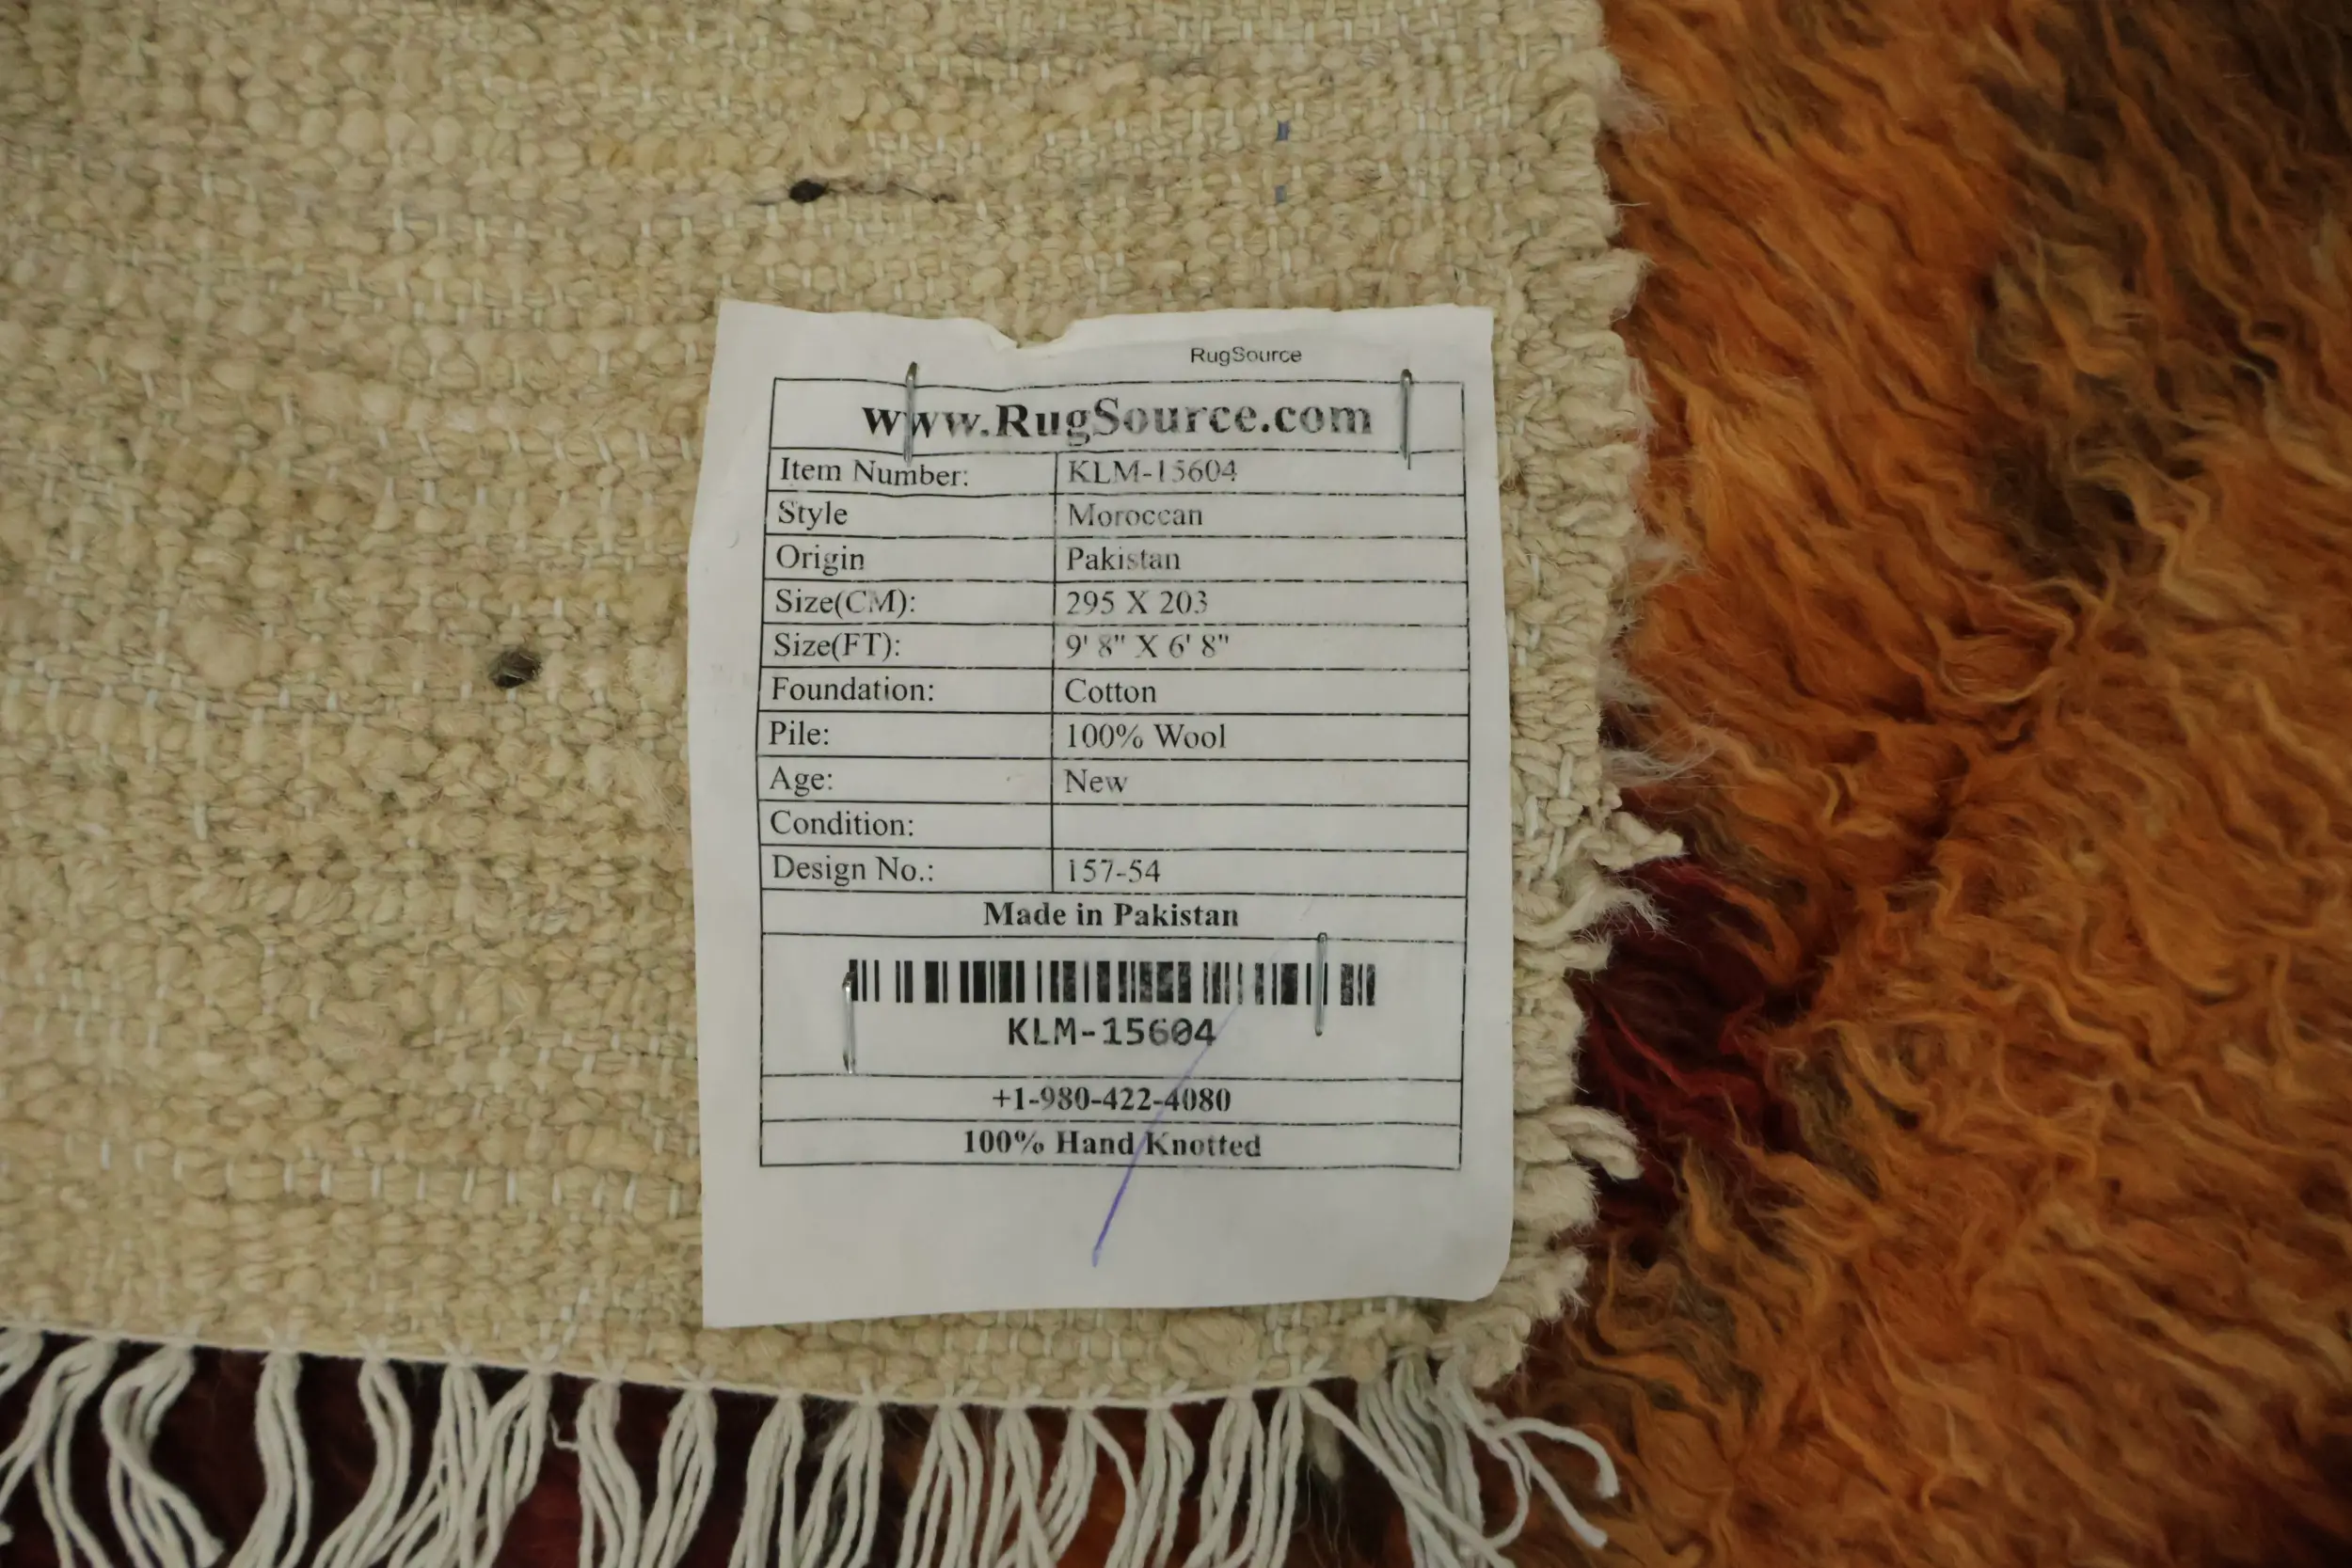 RugSource
www.RugSource.com
Item Number: KLM-15604
Style Moroccan
Origin Pakistan
Size(CM): 295 X 203
Size(FT): 9' 8" X 6' 8"
Foundation: Cotton
Pile: 100% Wool
Age: New
Condition:
Design No.: 157-54
Made in Pakistan
KLM-15604
+1-980-422-4080
100% Hand Knotted